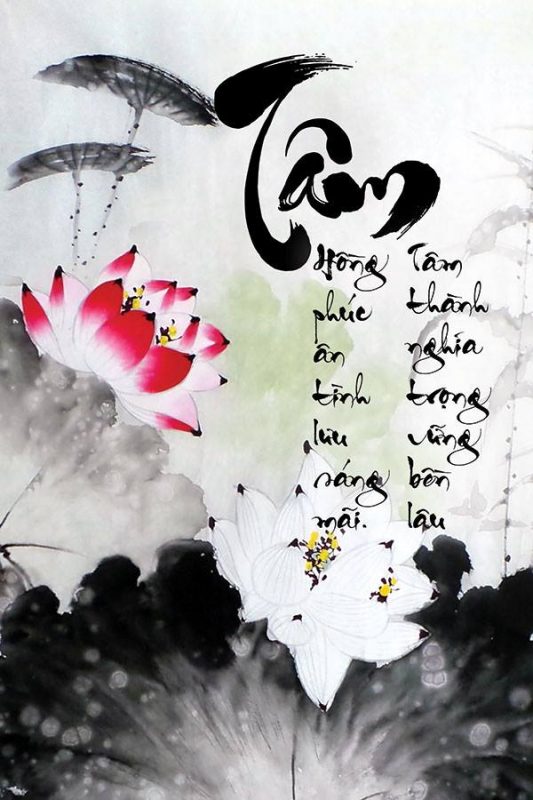 Tâm
Tâm thành nghĩa trọng vững bền lâu
Hồng phúc ân tình lưu sáng mãi.